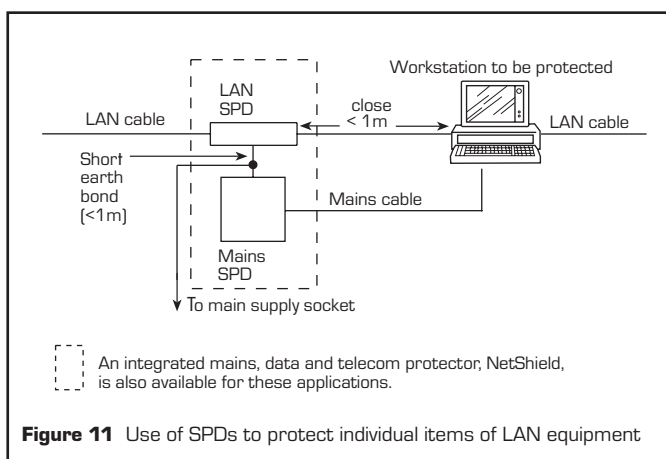 Workstation to be protected
LAN
SPD
close
< 1m
LAN cable
LAN cable
Short
earth
bond
(<1m)
Mains cable
Mains
SPD
To main supply socket
An integrated mains, data and telecom protector, NetShield,
is also available for these applications.
Figure 11 Use of SPDs to protect individual items of LAN equipment